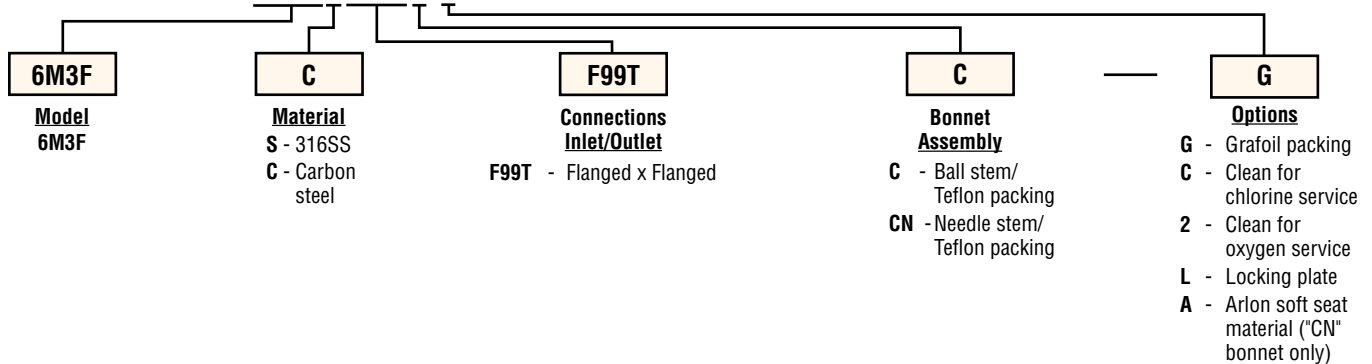 6M3F
C
F99T
C
G
Model
6M3F
Material
S - 316SS
C - Carbon
steel
Connections
Inlet/Outlet
F99T - Flanged x Flanged
Bonnet
Assembly
C - Ball stem/
Teflon packing
CN - Needle stem/
Teflon packing
Options
G - Grafoil packing
C - Clean for
chlorine service
2 - Clean for
oxygen service
L - Locking plate
A - Arlon soft seat
material ("CN"
bonnet only)